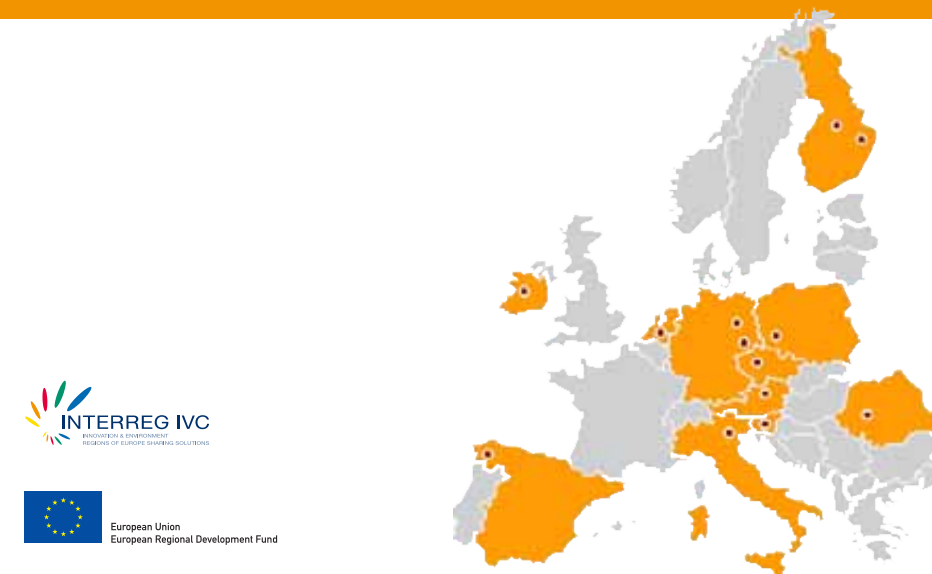 INTERREG IVC
INNOVATION & ENVIRONMENT
REGIONS OF EUROPE SHARING SOLUTIONS
European Union
European Regional Development Fund